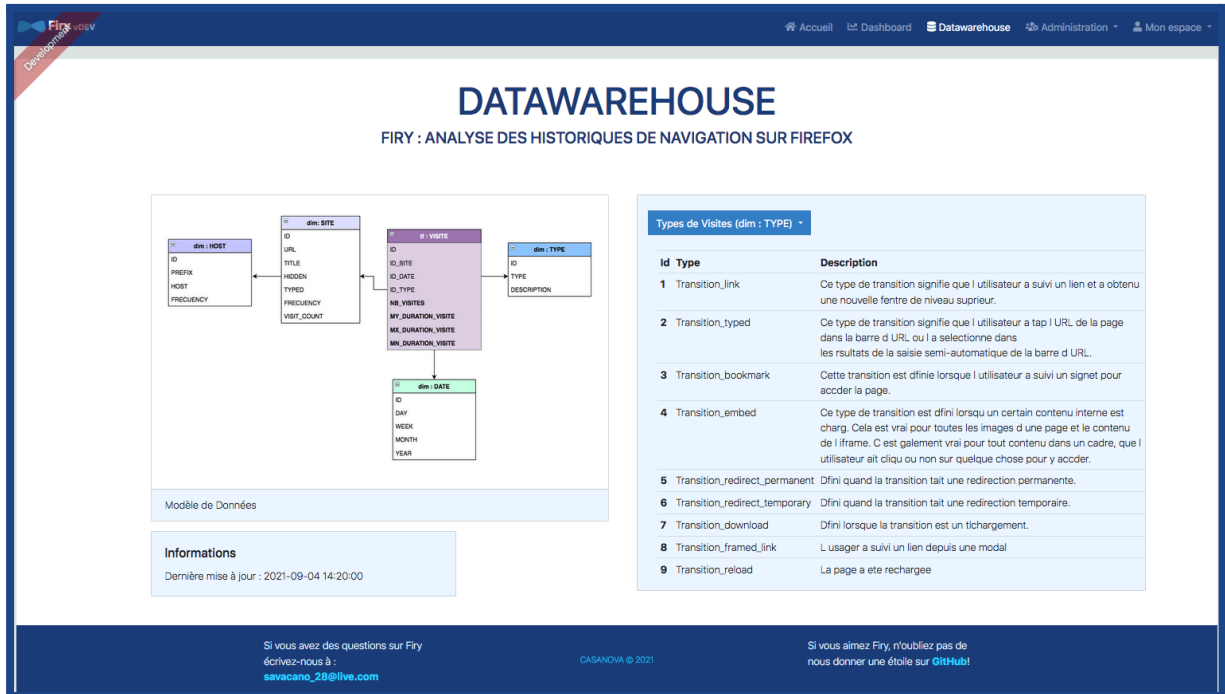 Firy vDEV
Development
Accueil
Dashboard
Datawarehouse
Administration
Mon espace
DATAWAREHOUSE
FIRY : ANALYSE DES HISTORIQUES DE NAVIGATION SUR FIREFOX
dim : HOST
ID
PREFIX
HOST
FRECUENCY
dim: SITE
ID
URL
TITLE
HIDDEN
TYPED
FRECUENCY
VISIT_COUNT
tf : VISITE
ID
ID_SITE
ID_DATE
ID_TYPE
NB_VISITES
MY_DURATION_VISITE
MX_DURATION_VISITE
MN_DURATION_VISITE
dim : TYPE
ID
TYPE
DESCRIPTION
dim : DATE
ID
DAY
WEEK
MONTH
YEAR
Modèle de Données
Informations
Dernière mise à jour : 2021-09-04 14:20:00
Types de Visites (dim : TYPE)
Id Type Description
1 Transition_link Ce type de transition signifie que l utilisateur a suivi un lien et a obtenu
une nouvelle fentre de niveau suprieur.
2 Transition_typed Ce type de transition signifie que l utilisateur a tap l URL de la page
dans la barre d URL ou l a selectionne dans
les rsultats de la saisie semi-automatique de la barre d URL.
3 Transition_bookmark Cette transition est dfinie lorsque l utilisateur a suivi un signet pour
accder la page.
4 Transition_embed Ce type de transition est dfini lorsqu un certain contenu interne est
charg. Cela est vrai pour toutes les images d une page et le contenu
de l iframe. C est galement vrai pour tout contenu dans un cadre, que l
utilisateur ait cliqu ou non sur quelque chose pour y accder.
5 Transition_redirect_permanent Dfini quand la transition tait une redirection permanente.
6 Transition_redirect_temporary Dfini quand la transition tait une redirection temporaire.
7 Transition_download Dfini lorsque la transition est un tlchargement.
8 Transition_framed_link L usager a suivi un lien depuis une modal
9 Transition_reload La page a ete rechargee
Si vous avez des questions sur Firy
écrivez-nous à :
savacano_28@live.com
CASANOVA © 2021
Si vous aimez Firy, n'oubliez pas de
nous donner une étoile sur GitHub!